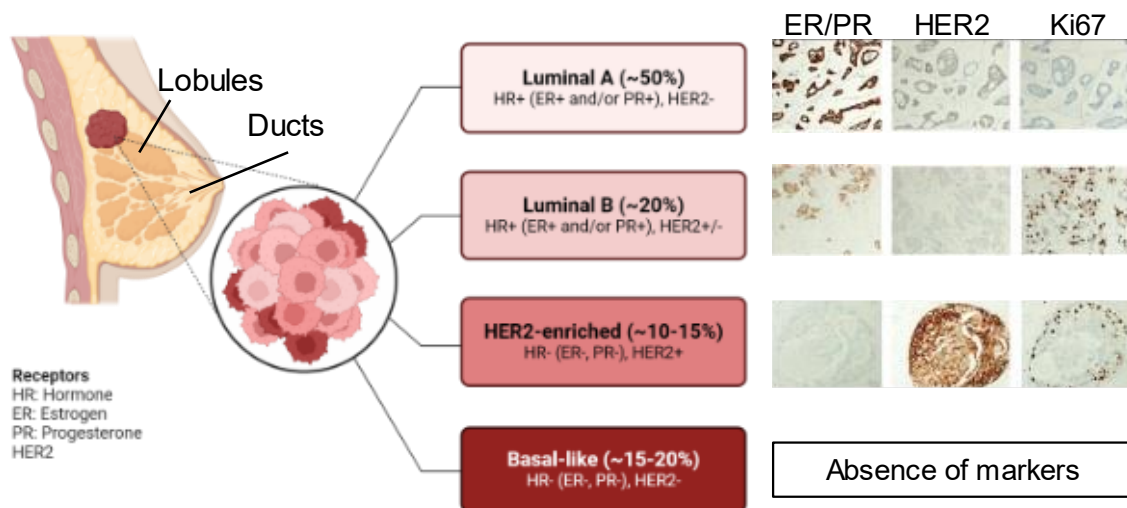 ER/PR HER2 Ki67
Lobules
Ducts
Luminal A (~50%)
HR+ (ER+ and/or PR+), HER2-
Luminal B (~20%)
HR+ (ER+ and/or PR+), HER2+/-
HER2-enriched (~10-15%)
HR- (ER-, PR-), HER2+
Receptors
HR: Hormone
ER: Estrogen
PR: Progesterone
HER2
Basal-like (~15-20%)
HR- (ER-, PR-), HER2-
Absence of markers